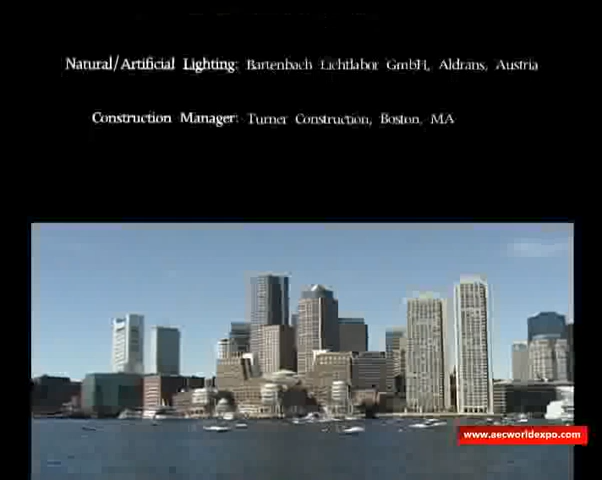 Natural/Artificial Lighting: Bartenbach Lichtlabor GmbH, Aldrans, Austria
Construction Manager: Turner Construction, Boston, MA
www.aecworldexpo.com